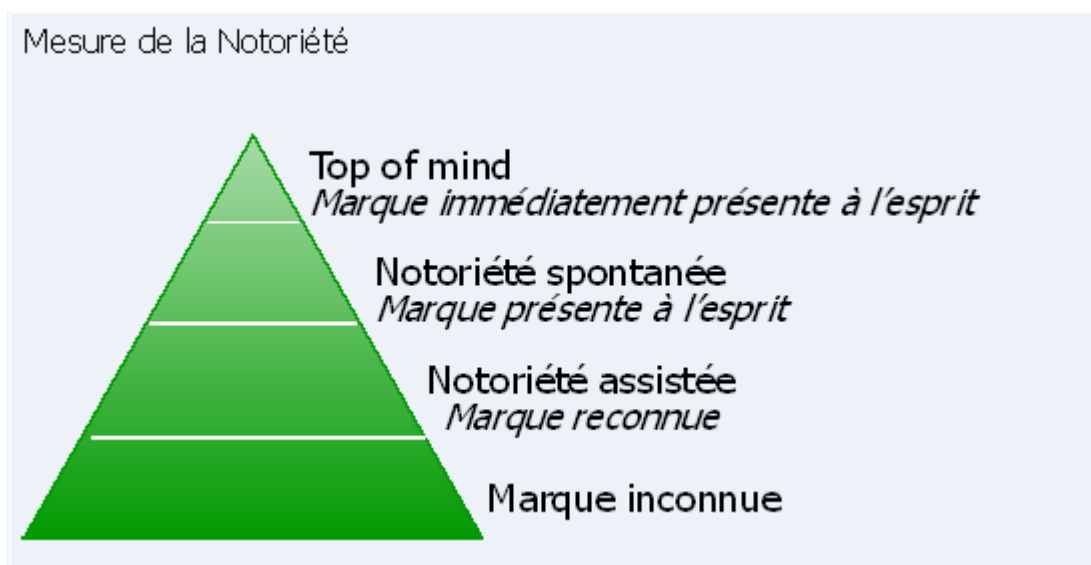 Mesure de la Notoriété
Top of mind
Marque immédiatement présente à l'esprit
Notoriété spontanée
Marque présente à l'esprit
Notoriété assistée
Marque reconnue
Marque inconnue